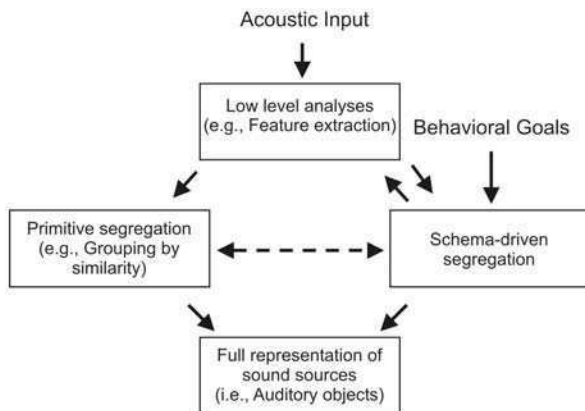 Acoustic Input
Low level analyses
(e.g., Feature extraction)
Behavioral Goals
Primitive segregation
(e.g., Grouping by
similarity)
Schema-driven
segregation
Full representation of
sound sources
(i.e., Auditory objects)